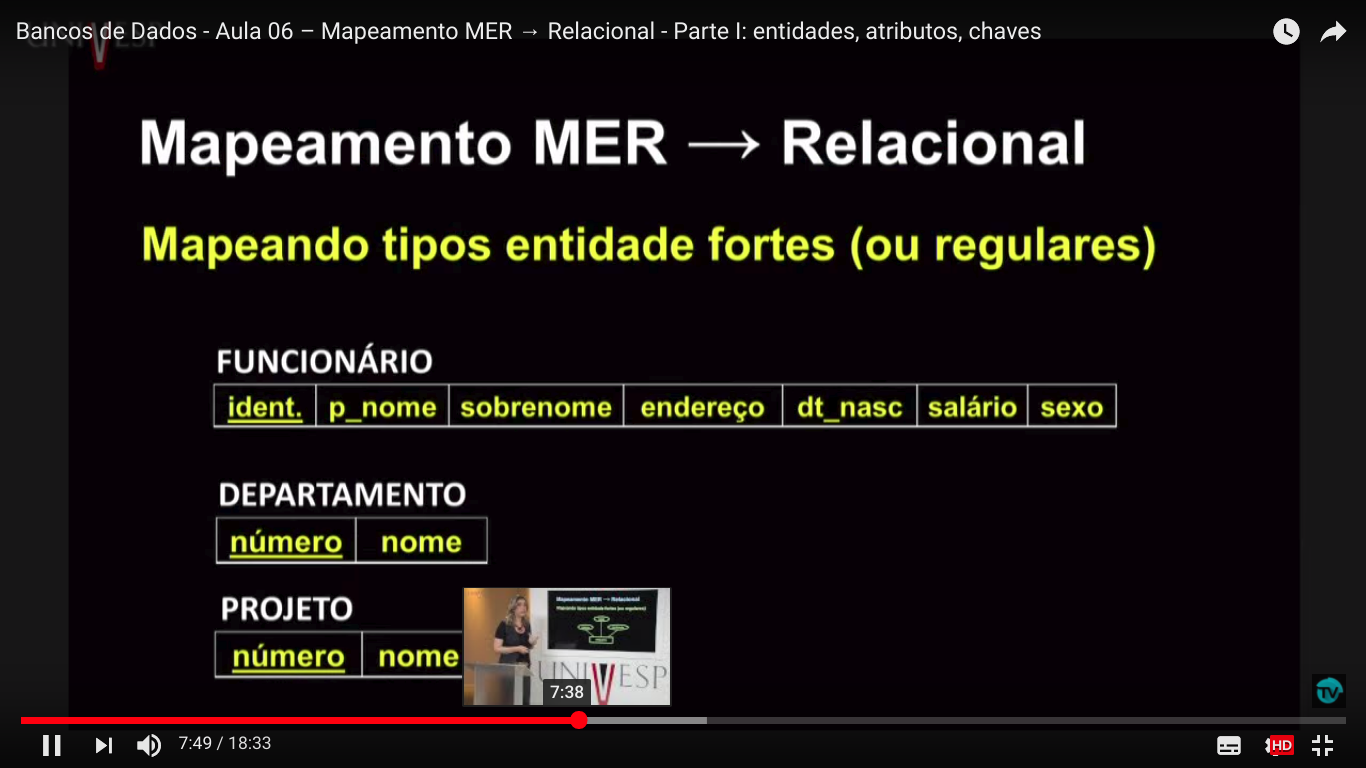 Bancos de Dados - Aula 06 – Mapeamento MER → Relacional - Parte I: entidades, atributos, chaves
UNIVESP
Mapeamento MER → Relacional
Mapeando tipos entidade fortes (ou regulares)
FUNCIONÁRIO
ident. p_nome sobrenome endereço dt_nasc salário sexo
DEPARTAMENTO
número nome
PROJETO
número nome
Mapeamento MER → Relacional
Mapeando tipos entidade fortes (ou regulares)
UNIVESP
7:38
TV
7:49 / 18:33
HD